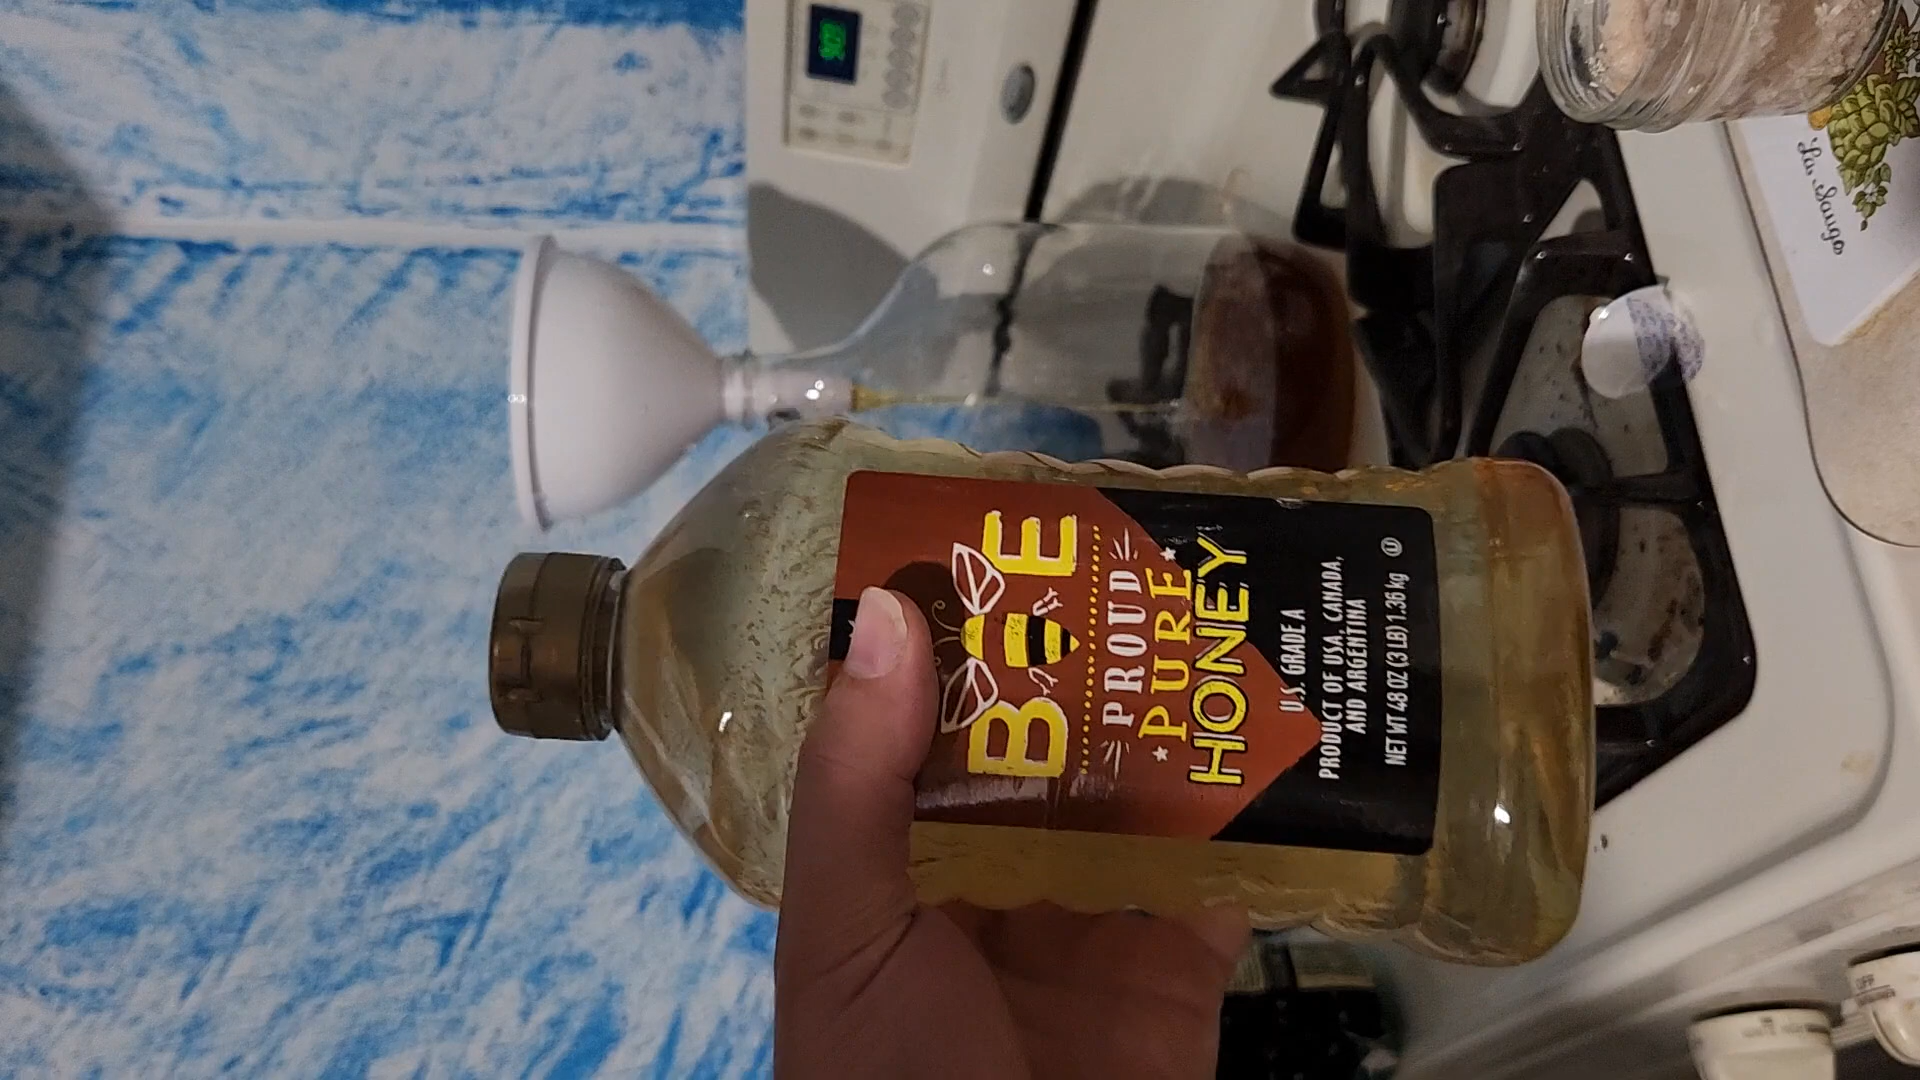 BEE
PROUD
PURE
HONEY
U.S. GRADE A
PRODUCT OF USA, CANADA,
AND ARGENTINA
NET WT 48 OZ (3 LB) 1.36 kg
U
OFF